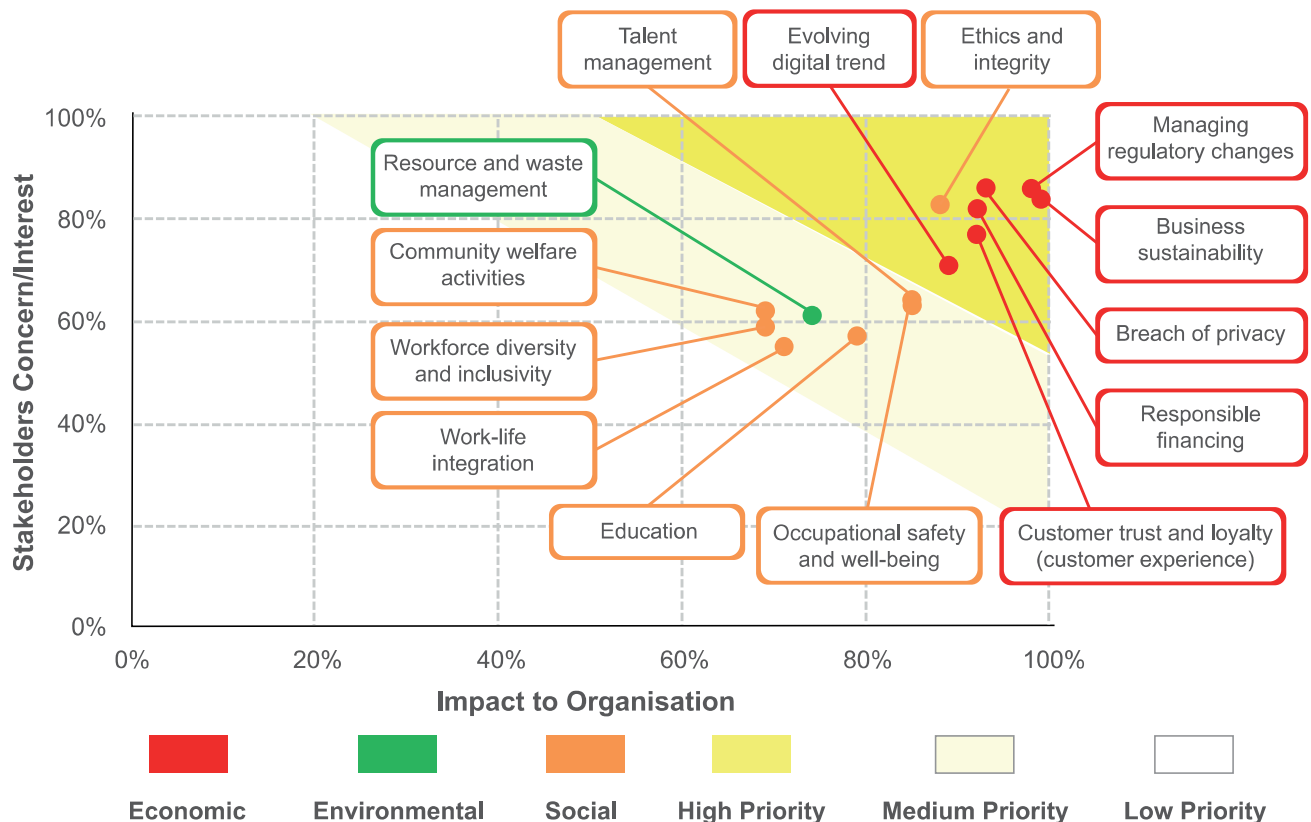 Talent
management
Evolving
digital trend
Ethics and
integrity
Stakeholders Concern/Interest
100%
80%
60%
40%
20%
0%
Resource and waste
management
Community welfare
activities
Workforce diversity
and inclusivity
Work-life
integration
Education
Occupational safety
and well-being
Managing
regulatory changes
Business
sustainability
Breach of privacy
Responsible
financing
Customer trust and loyalty
(customer experience)
0%
20%
40%
60%
80%
100%
Impact to Organisation
Economic
Environmental
Social
High Priority
Medium Priority
Low Priority